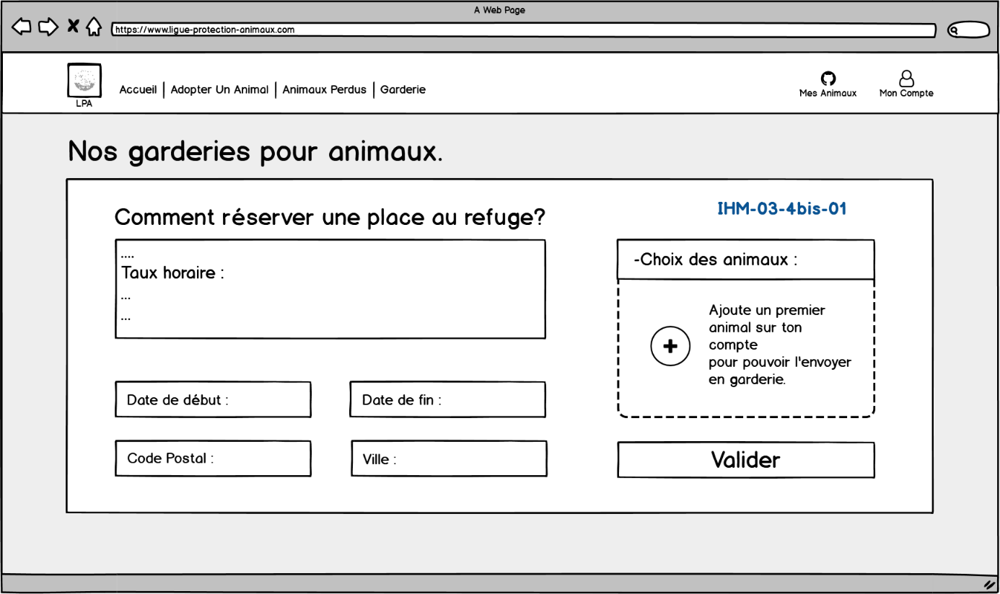 A Web Page
https://www.ligue-protection-animaux.com
LPA
Accueil | Adopter Un Animal | Animaux Perdus | Garderie
Mes Animaux
Mon Compte
Nos garderies pour animaux.
Comment réserver une place au refuge?
IHM-03-4bis-01
....
Taux horaire :
...
...
-Choix des animaux :
Ajoute un premier
animal sur ton
compte
pour pouvoir l'envoyer
en garderie.
Date de début :
Date de fin :
Code Postal :
Ville :
Valider